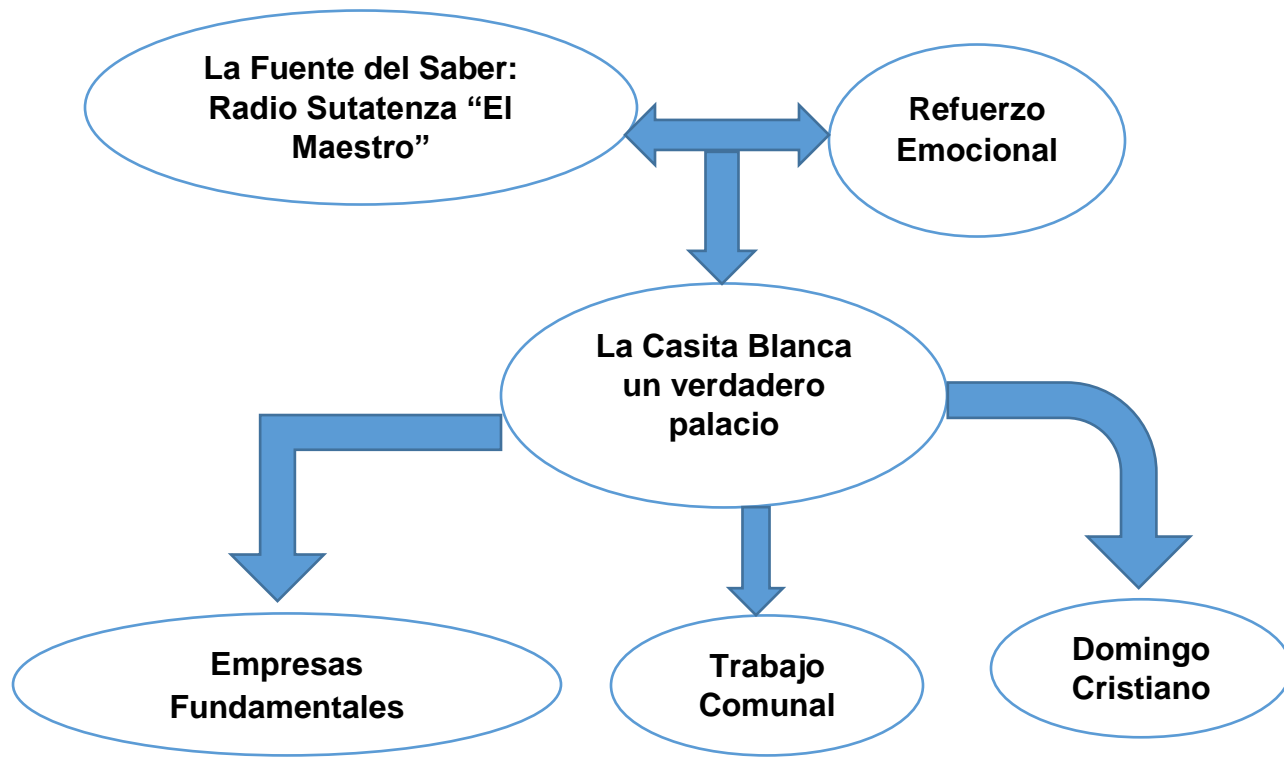 La Fuente del Saber:
Radio Sutatenza “El
Maestro”
Refuerzo
Emocional
La Casita Blanca
un verdadero
palacio
Empresas
Fundamentales
Trabajo
Comunal
Domingo
Cristiano